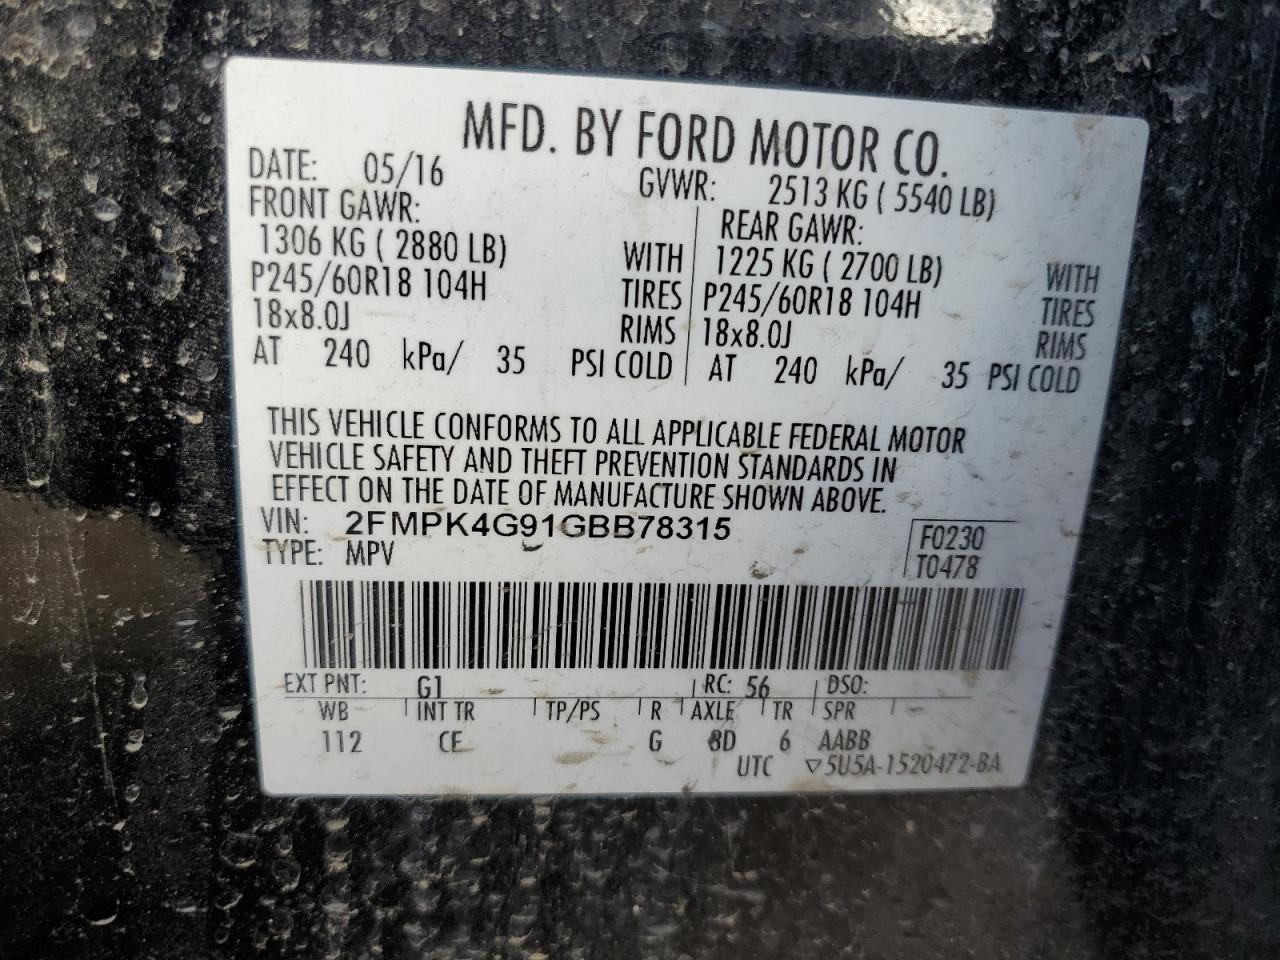 MFD. BY FORD MOTOR CO.
DATE: 05/16 GVWR: 2513 KG ( 5540 LB)
FRONT GAWR: REAR GAWR:
1306 KG ( 2880 LB) WITH 1225 KG ( 2700 LB) WITH
P245/60R18 104H TIRES P245/60R18 104H TIRES
18x8.0J RIMS 18x8.0J RIMS
AT 240 kPa/ 35 PSI COLD AT 240 kPa/ 35 PSI COLD
THIS VEHICLE CONFORMS TO ALL APPLICABLE FEDERAL MOTOR
VEHICLE SAFETY AND THEFT PREVENTION STANDARDS IN
EFFECT ON THE DATE OF MANUFACTURE SHOWN ABOVE.
VIN: 2FMPK4G91GBB78315 F0230
TYPE: MPV T0478
EXT PNT: G1 RC: 56 DSO:
WB INT TR TP/PS R AXLE TR SPR
112 CE G 8D 6 AABB
UTC ▽5U5A-1520472-BA